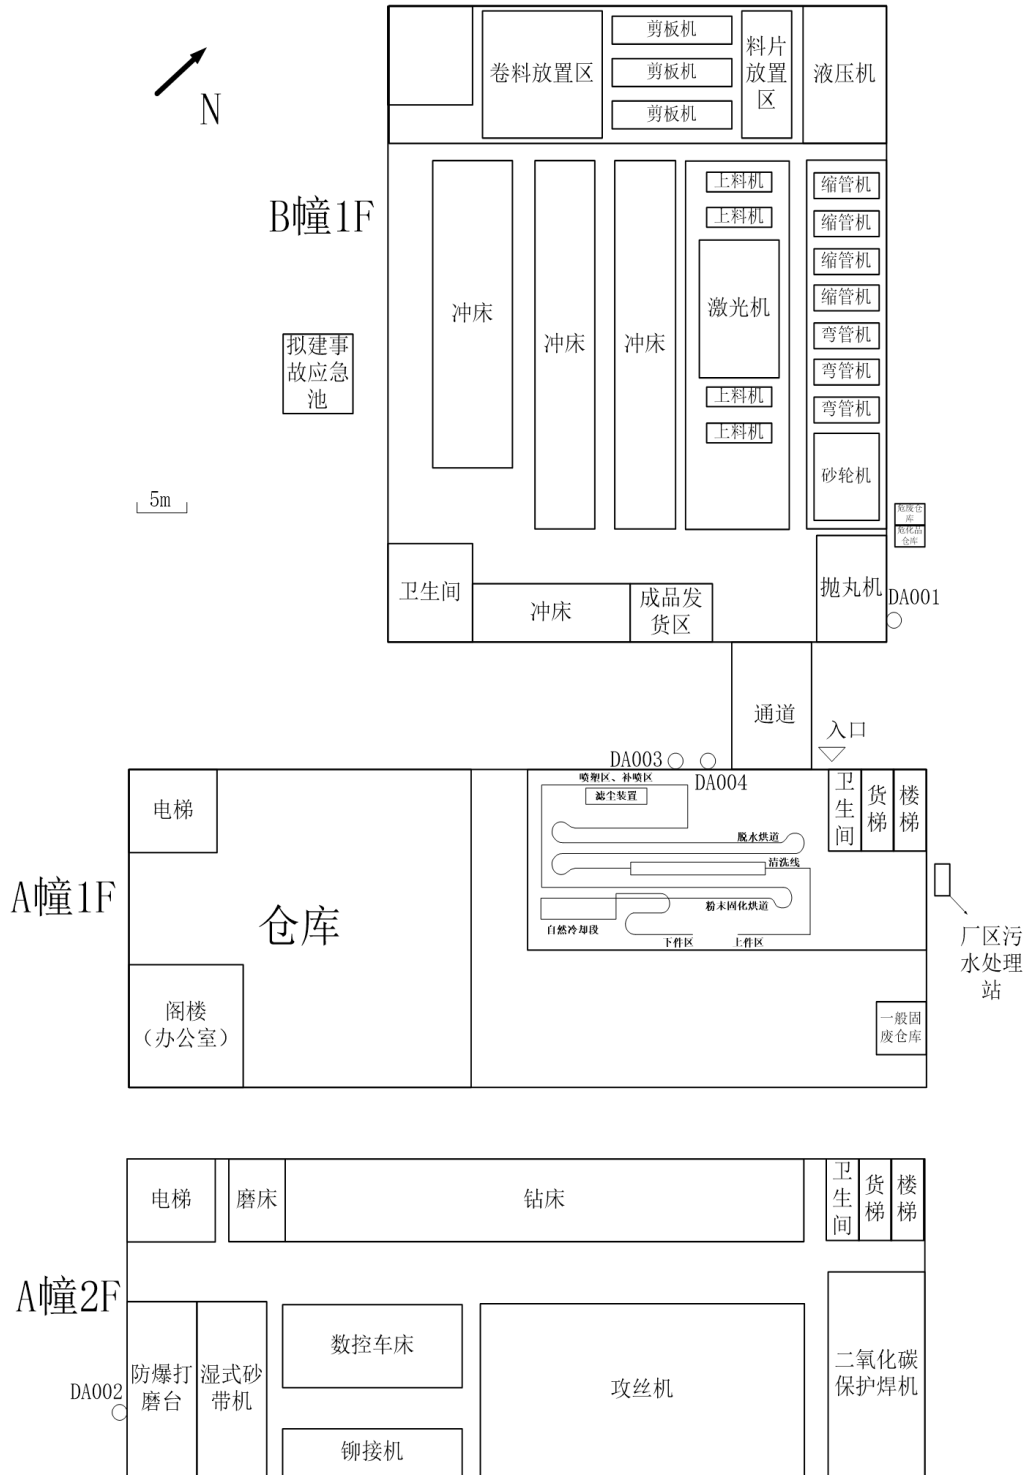 N
卷料放置区
剪板机
剪板机
剪板机
料片
放置
区
液压机
B幢1F
冲床
冲床
冲床
上料机
上料机
激光机
上料机
上料机
缩管机
缩管机
缩管机
缩管机
弯管机
弯管机
弯管机
砂轮机
拟建事
故应急
池
5m
危废仓
库
危化品
仓库
卫生间
冲床
成品发
货区
抛丸机
DA001
通道
入口
DA003
DA004
A幢1F
电梯
仓库
阁楼
(办公室)
喷塑区、补喷区
滤尘装置
脱水烘道
清洗线
粉末固化烘道
自然冷却段
下件区
上件区
卫
生
间
货
梯
楼
梯
厂区污
水处理
站
一般固
废仓库
A幢2F
电梯
磨床
钻床
卫
生
间
货
梯
楼
梯
DA002
防爆打
磨台
湿式砂
带机
数控车床
铆接机
攻丝机
二氧化碳
保护焊机